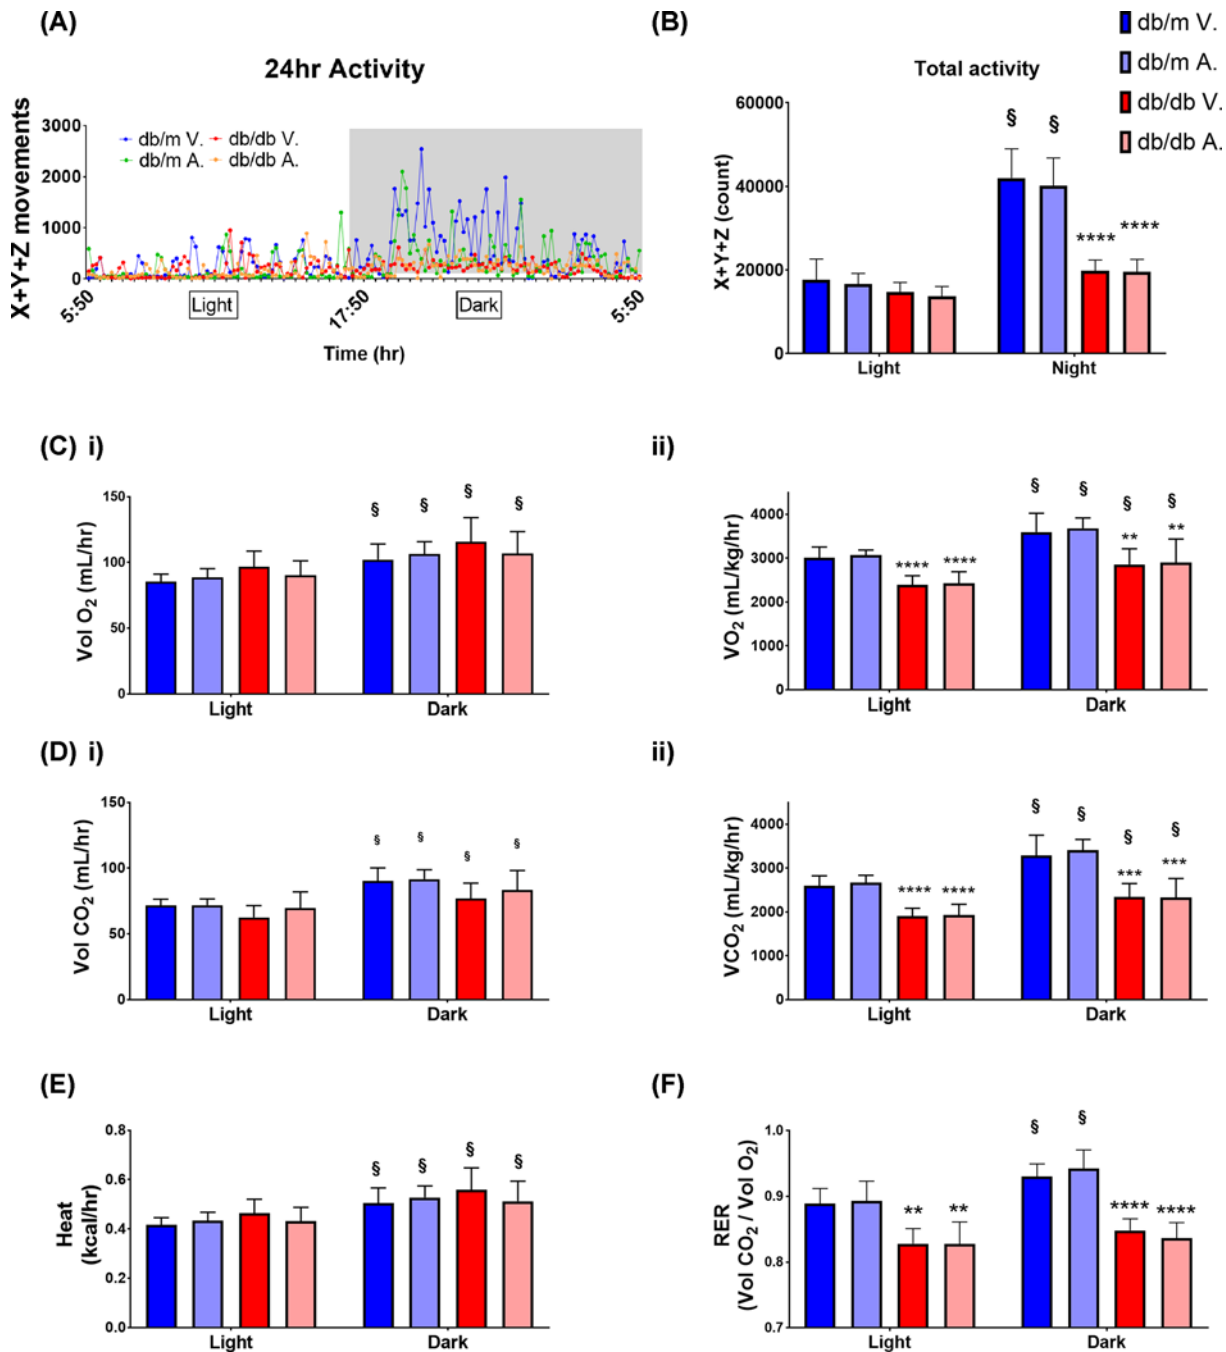 (A)
24hr Activity
X+Y+Z movements
3000
2000
1000
0
db/m V.
db/db V.
db/m A.
db/db A.
5:50
Light
17:50
Dark
5:50
Time (hr)
(B)
Total activity
X+Y+Z (count)
60000
40000
20000
0
§ §
**** ****
Light Night
db/m V.
db/m A.
db/db V.
db/db A.
(C) i)
Vol O₂ (mL/hr)
150
100
50
0
§ § § §
Light Dark
ii)
VO₂ (mL/kg/hr)
4000
3000
2000
1000
0
**** ****
§ § § §
** **
Light Dark
(D) i)
Vol CO₂ (mL/hr)
150
100
50
0
§ § § §
Light Dark
ii)
VCO₂ (mL/kg/hr)
4000
3000
2000
1000
0
**** ****
§ § § §
*** ***
Light Dark
(E)
Heat
(kcal/hr)
0.8
0.6
0.4
0.2
0.0
§ § § §
Light Dark
(F)
RER
(Vol CO₂ / Vol O₂)
1.0
0.9
0.8
0.7
** **
§ §
**** ****
Light Dark